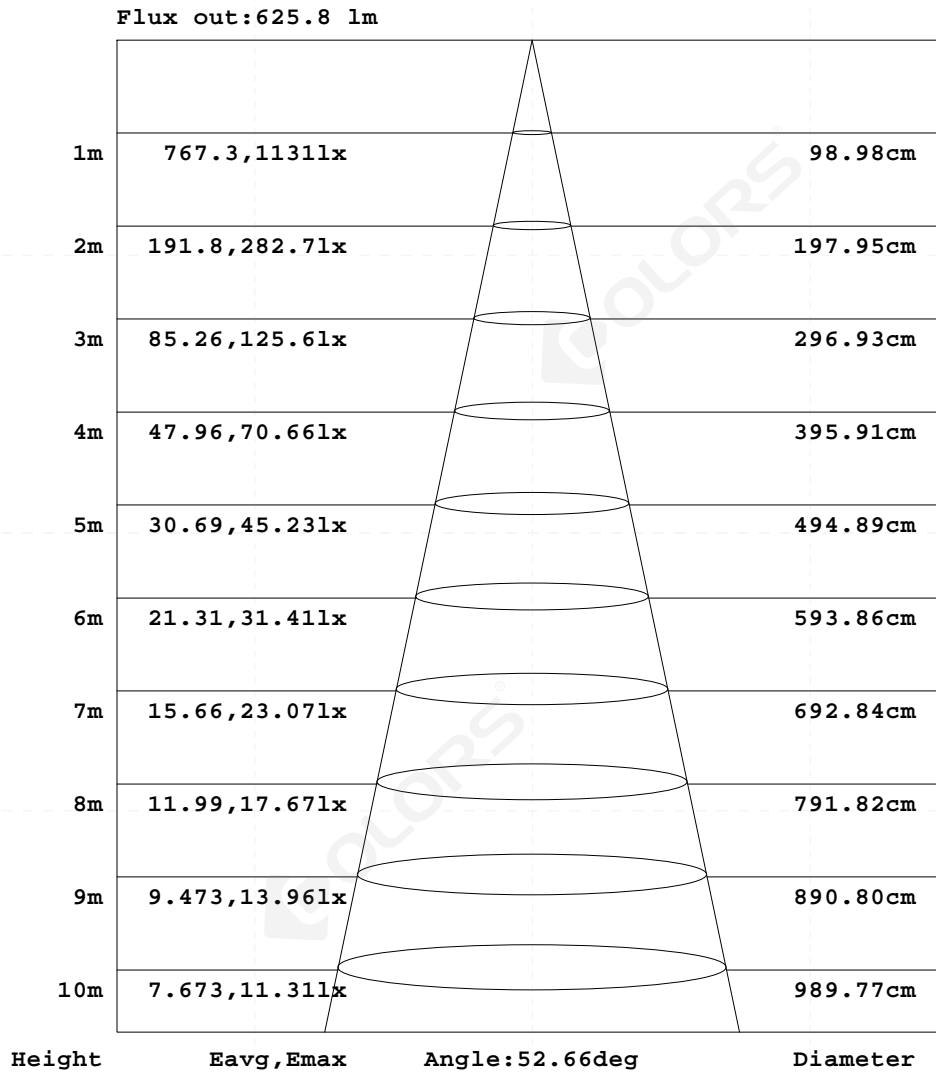 Flux out:625.8 lm
1m 767.3,1131lx 98.98cm
2m 191.8,282.7lx 197.95cm
3m 85.26,125.6lx 296.93cm
4m 47.96,70.66lx 395.91cm
5m 30.69,45.23lx 494.89cm
6m 21.31,31.41lx 593.86cm
7m 15.66,23.07lx 692.84cm
8m 11.99,17.67lx 791.82cm
9m 9.473,13.96lx 890.80cm
10m 7.673,11.31lx 989.77cm
Height Eavg,Emax Angle:52.66deg Diameter
COLORS®
COLORS®